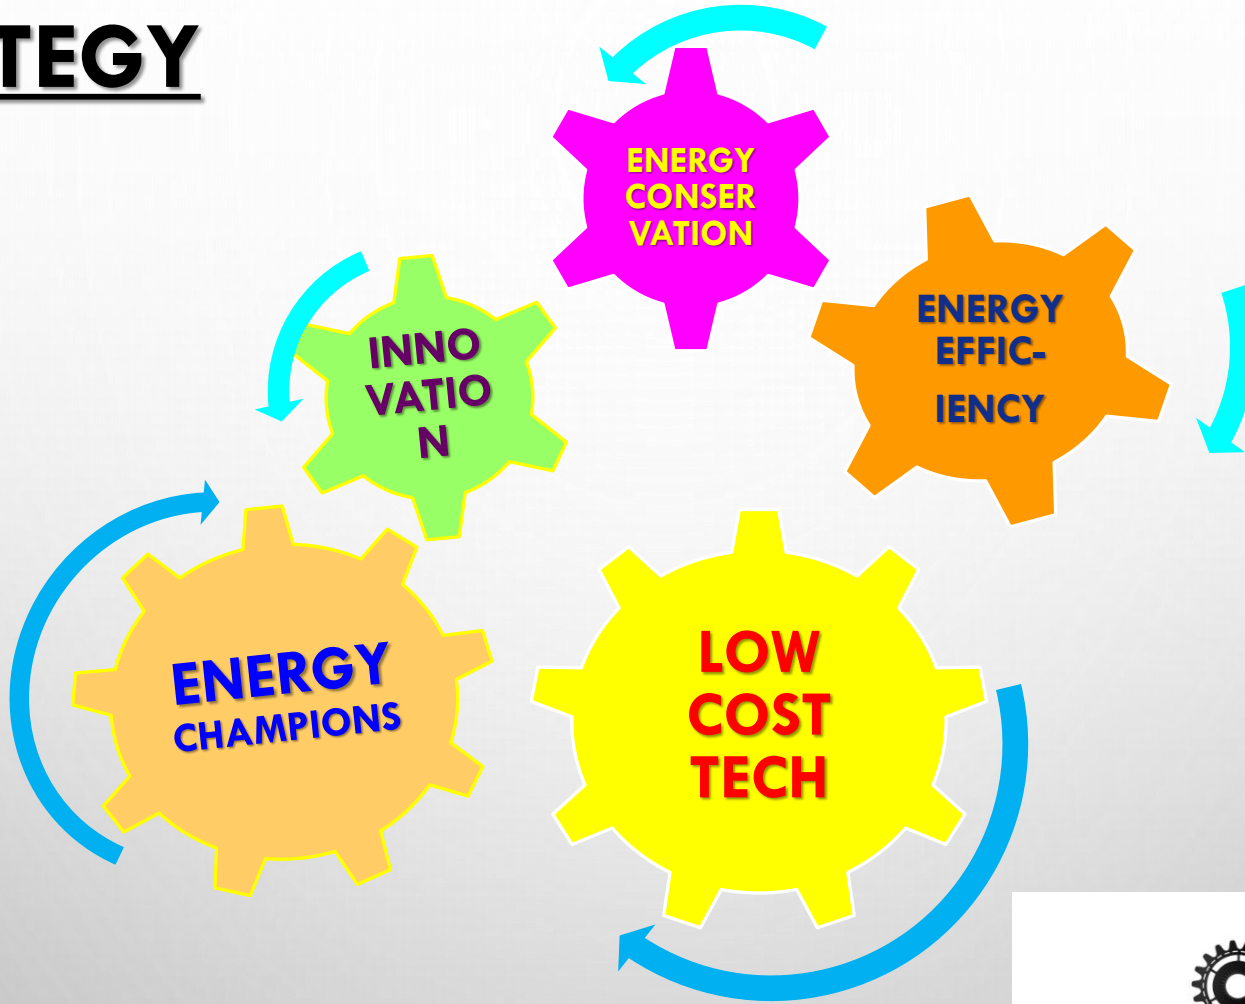 TEGY
ENERGY
CONSER
VATION
ENERGY
EFFIC-
IENCY
INNO
VATIO
N
ENERGY
CHAMPIONS
LOW
COST
TECH